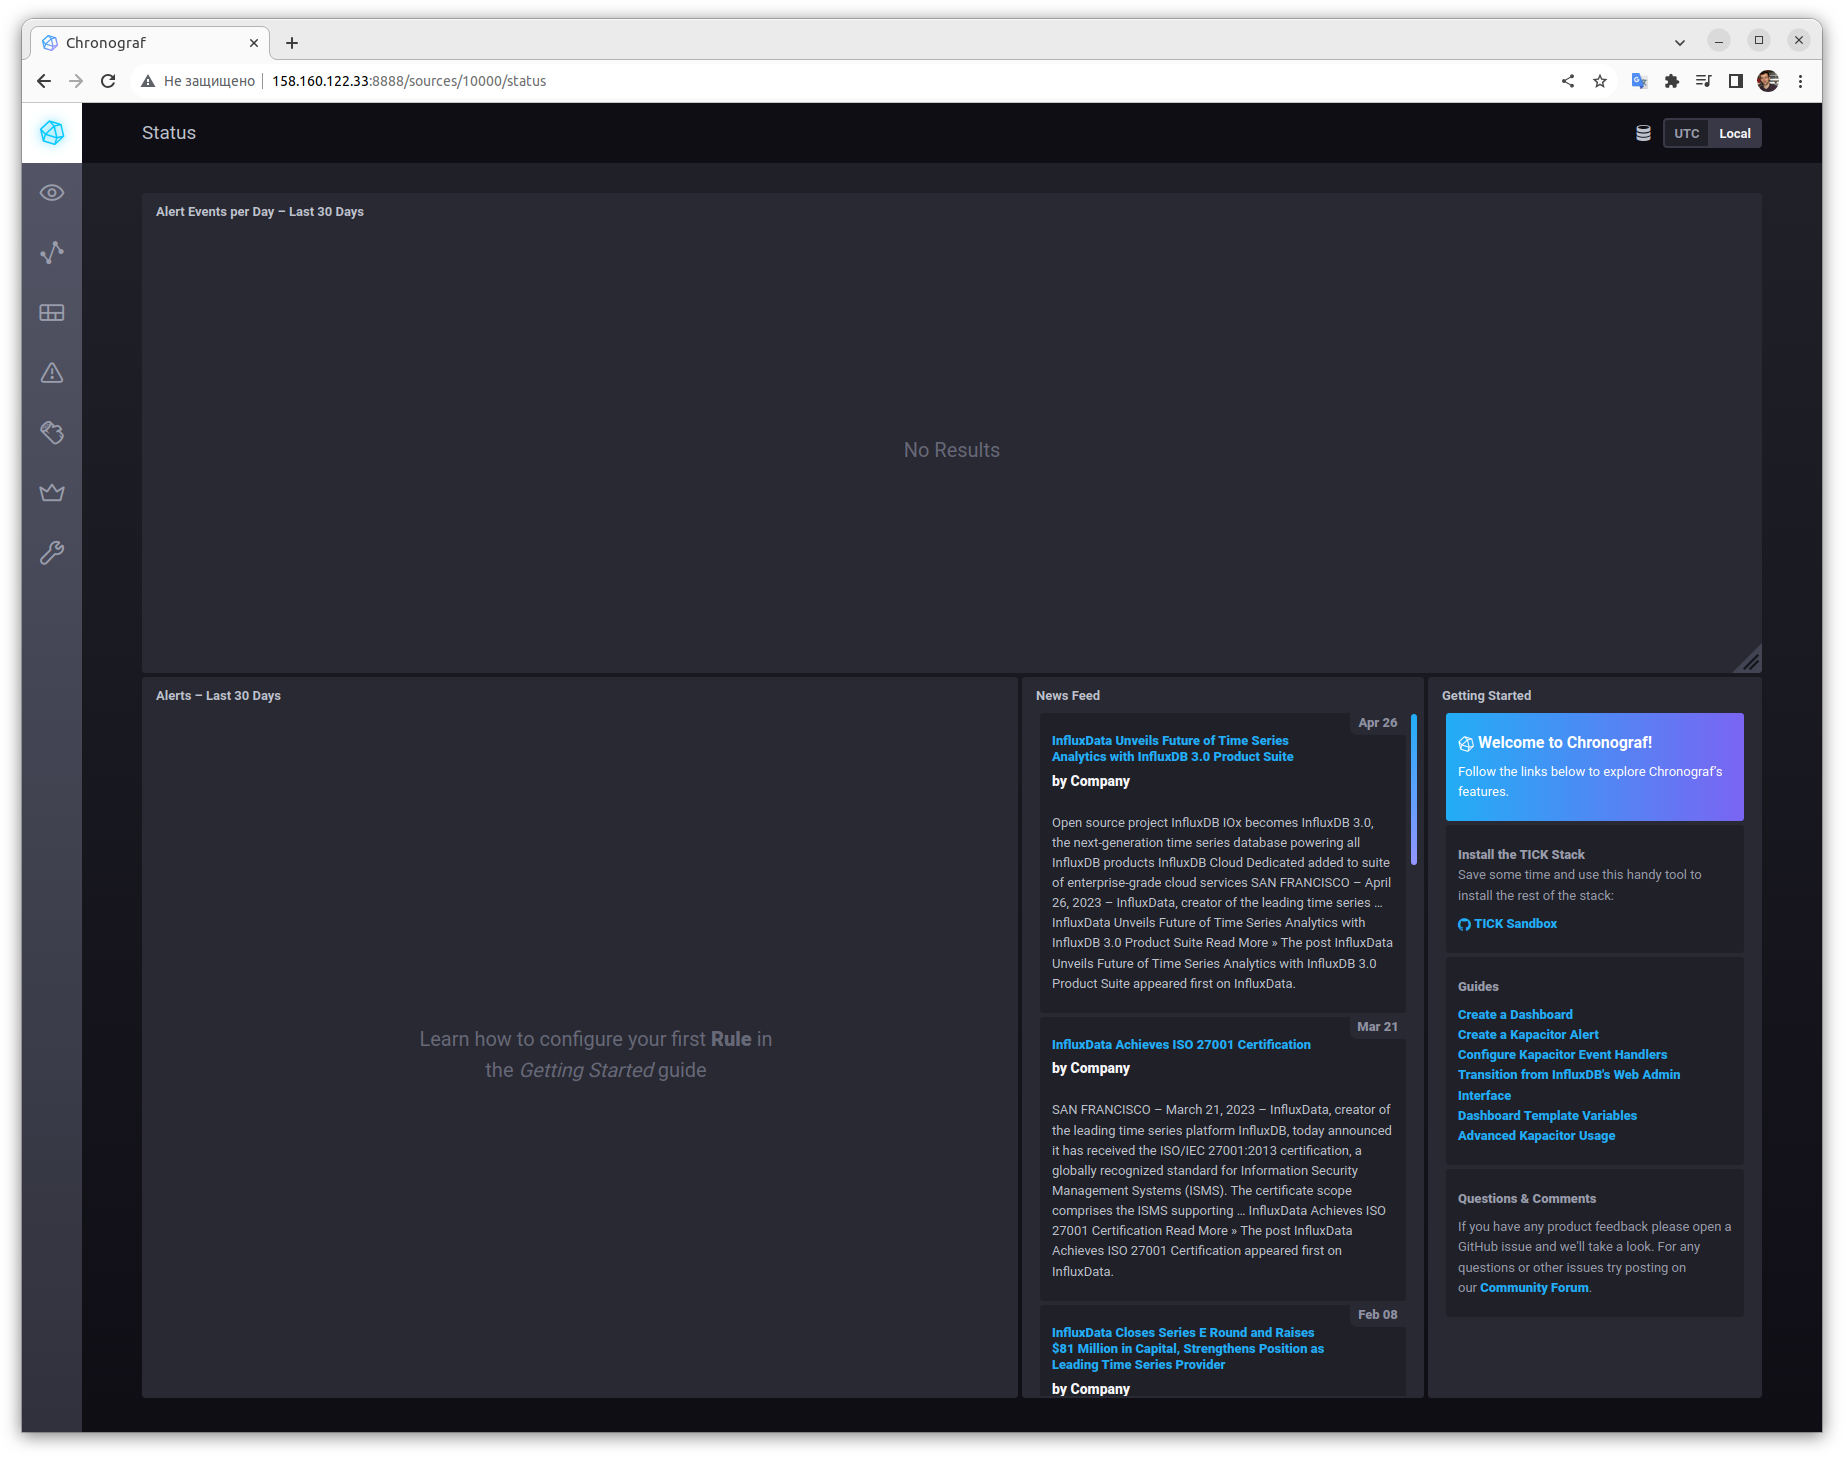 Chronograf
Не защищено
158.160.122.33:8888/sources/10000/status
Status
UTC
Local
Alert Events per Day – Last 30 Days
No Results
Alerts – Last 30 Days
Learn how to configure your first Rule in
the Getting Started guide
News Feed
Apr 26
InfluxData Unveils Future of Time Series
Analytics with InfluxDB 3.0 Product Suite
by Company
Open source project InfluxDB IOx becomes InfluxDB 3.0,
the next-generation time series database powering all
InfluxDB products InfluxDB Cloud Dedicated added to suite
of enterprise-grade cloud services SAN FRANCISCO – April
26, 2023 – InfluxData, creator of the leading time series …
InfluxData Unveils Future of Time Series Analytics with
InfluxDB 3.0 Product Suite Read More » The post InfluxData
Unveils Future of Time Series Analytics with InfluxDB 3.0
Product Suite appeared first on InfluxData.
Mar 21
InfluxData Achieves ISO 27001 Certification
by Company
SAN FRANCISCO – March 21, 2023 – InfluxData, creator of
the leading time series platform InfluxDB, today announced
it has received the ISO/IEC 27001:2013 certification, a
globally recognized standard for Information Security
Management Systems (ISMS). The certificate scope
comprises the ISMS supporting … InfluxData Achieves ISO
27001 Certification Read More » The post InfluxData
Achieves ISO 27001 Certification appeared first on
InfluxData.
Feb 08
InfluxData Closes Series E Round and Raises
$81 Million in Capital, Strengthens Position as
Leading Time Series Provider
by Company
Getting Started
Welcome to Chronograf!
Follow the links below to explore Chronograf's
features.
Install the TICK Stack
Save some time and use this handy tool to
install the rest of the stack:
TICK Sandbox
Guides
Create a Dashboard
Create a Kapacitor Alert
Configure Kapacitor Event Handlers
Transition from InfluxDB's Web Admin
Interface
Dashboard Template Variables
Advanced Kapacitor Usage
Questions & Comments
If you have any product feedback please open a
GitHub issue and we'll take a look. For any
questions or other issues try posting on
our Community Forum.